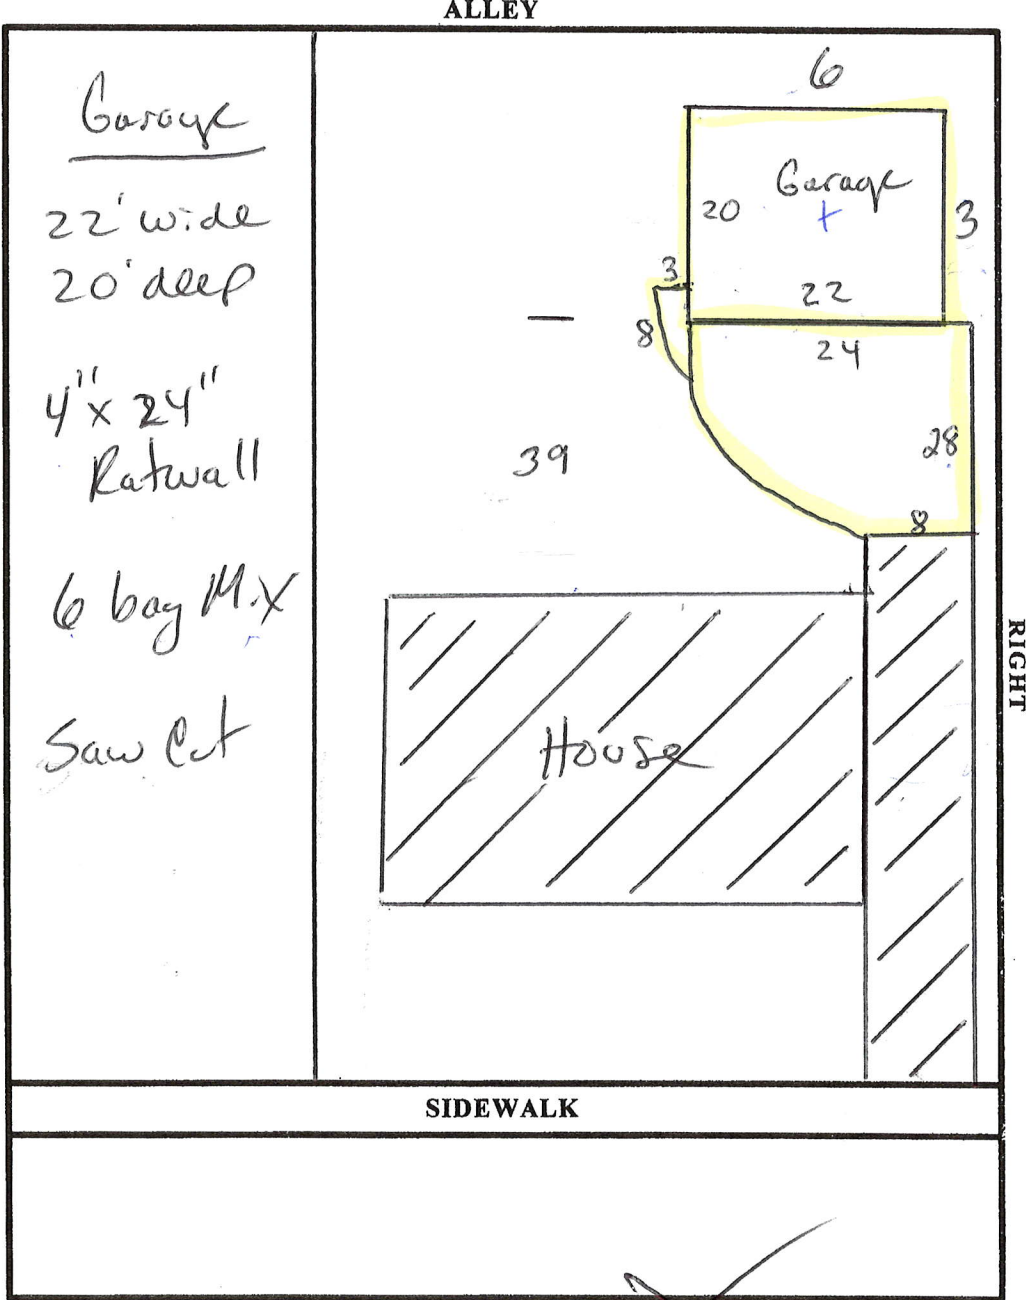 ALLEY
Garage
22' wide
20' deep
4" x 24"
Ratwall
6 bag Mix
Saw Cut
6
Garage
20
3
22
3
8
24
39
28
8
House
RIGHT
SIDEWALK